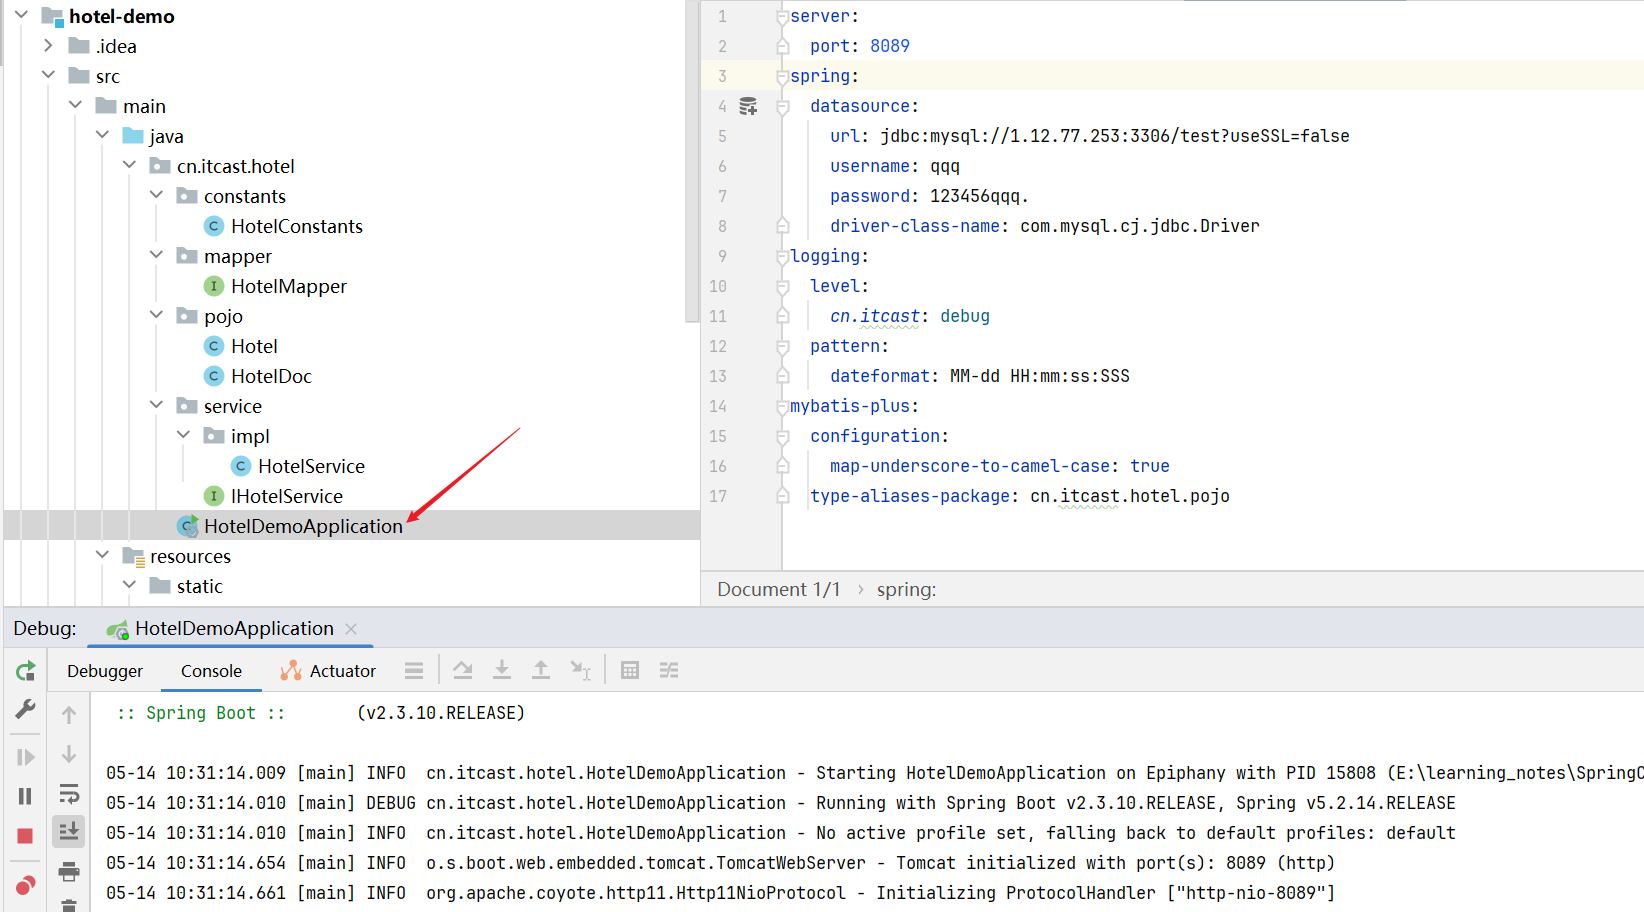 hotel-demo
.idea
src
main
java
cn.itcast.hotel
constants
HotelConstants
mapper
HotelMapper
pojo
Hotel
HotelDoc
service
impl
HotelService
IHotelService
HotelDemoApplication
resources
static
1 server:
2 port: 8089
3 spring:
4 datasource:
5 url: jdbc:mysql://1.12.77.253:3306/test?useSSL=false
6 username: qqq
7 password: 123456qqq.
8 driver-class-name: com.mysql.cj.jdbc.Driver
9 logging:
10 level:
11 cn.itcast: debug
12 pattern:
13 dateformat: MM-dd HH:mm:ss:SSS
14 mybatis-plus:
15 configuration:
16 map-underscore-to-camel-case: true
17 type-aliases-package: cn.itcast.hotel.pojo
Document 1/1 › spring:
Debug: HotelDemoApplication
Debugger Console Actuator
:: Spring Boot :: (v2.3.10.RELEASE)
05-14 10:31:14.009 [main] INFO cn.itcast.hotel.HotelDemoApplication - Starting HotelDemoApplication on Epiphany with PID 15808 (E:\learning_notes\SpringC
05-14 10:31:14.010 [main] DEBUG cn.itcast.hotel.HotelDemoApplication - Running with Spring Boot v2.3.10.RELEASE, Spring v5.2.14.RELEASE
05-14 10:31:14.010 [main] INFO cn.itcast.hotel.HotelDemoApplication - No active profile set, falling back to default profiles: default
05-14 10:31:14.654 [main] INFO o.s.boot.web.embedded.tomcat.TomcatWebServer - Tomcat initialized with port(s): 8089 (http)
05-14 10:31:14.661 [main] INFO org.apache.coyote.http11.Http11NioProtocol - Initializing ProtocolHandler ["http-nio-8089"]